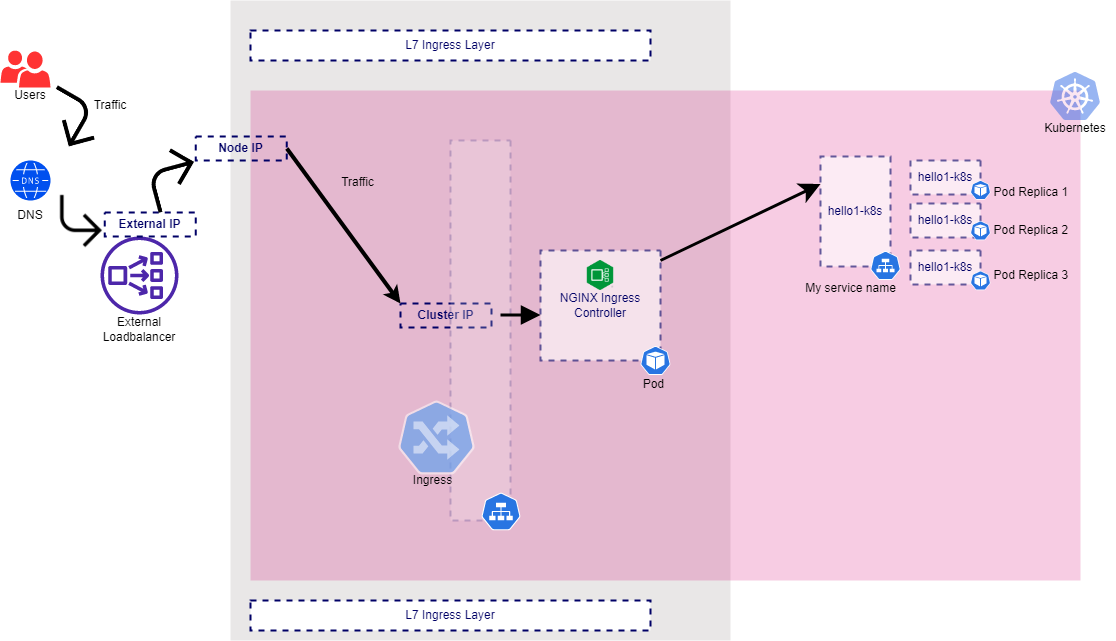 L7 Ingress Layer
Users
Traffic
Kubernetes
Node IP
DNS
DNS
Traffic
External IP
External
Loadbalancer
Cluster IP
NGINX Ingress
Controller
Pod
Ingress
hello1-k8s
My service name
hello1-k8s
Pod Replica 1
hello1-k8s
Pod Replica 2
hello1-k8s
Pod Replica 3
L7 Ingress Layer